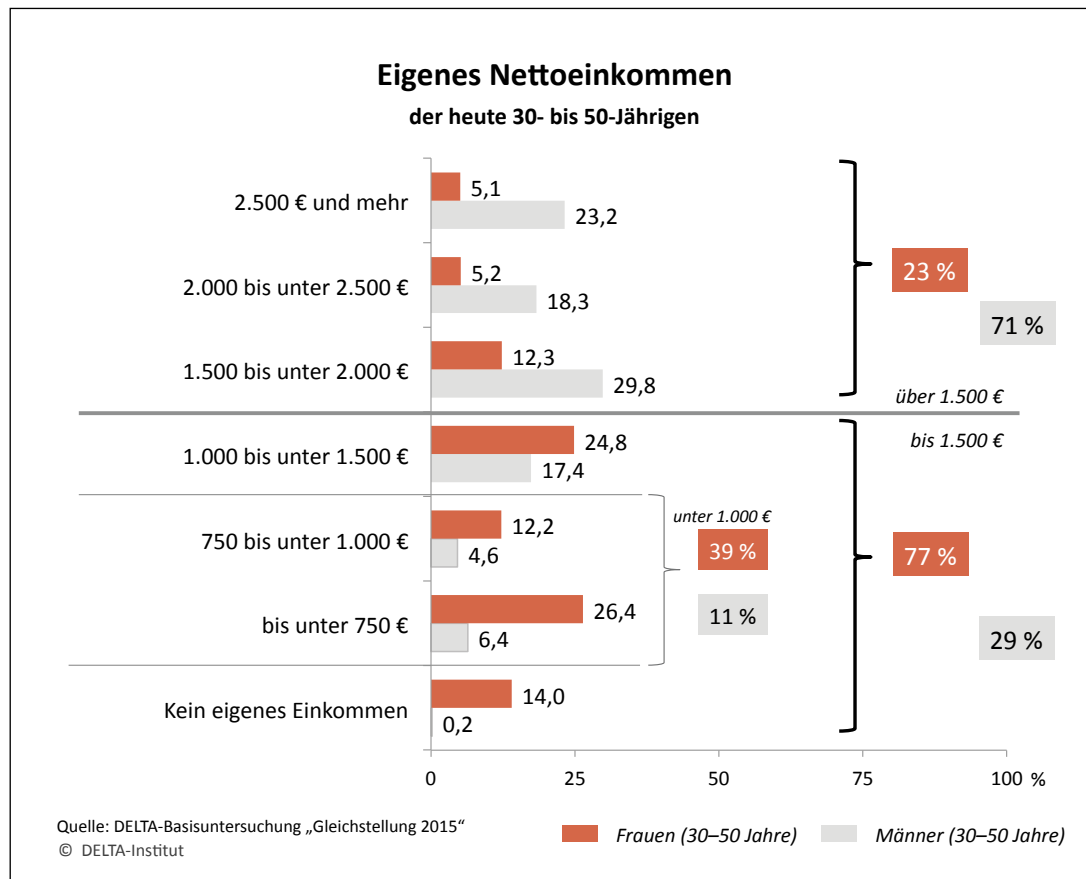 Eigenes Nettoeinkommen
der heute 30- bis 50-Jährigen
2.500 € und mehr
5,1
23,2
2.000 bis unter 2.500 €
5,2
18,3
23 %
71 %
1.500 bis unter 2.000 €
12,3
29,8
über 1.500 €
bis 1.500 €
1.000 bis unter 1.500 €
24,8
17,4
unter 1.000 €
750 bis unter 1.000 €
12,2
4,6
39 %
77 %
bis unter 750 €
26,4
6,4
11 %
29 %
Kein eigenes Einkommen
14,0
0,2
0 25 50 75 100 %
Quelle: DELTA-Basisuntersuchung „Gleichstellung 2015“
© DELTA-Institut
Frauen (30–50 Jahre) Männer (30–50 Jahre)